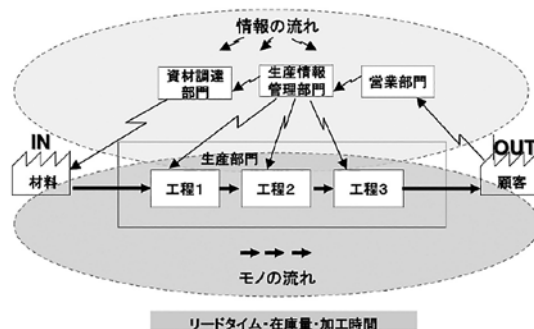 情報の流れ
資材調達
部門
生産情報
管理部門
営業部門
IN
OUT
生産部門
材料
工程1
工程2
工程3
顧客
モノの流れ
リードタイム・在庫量・加工時間